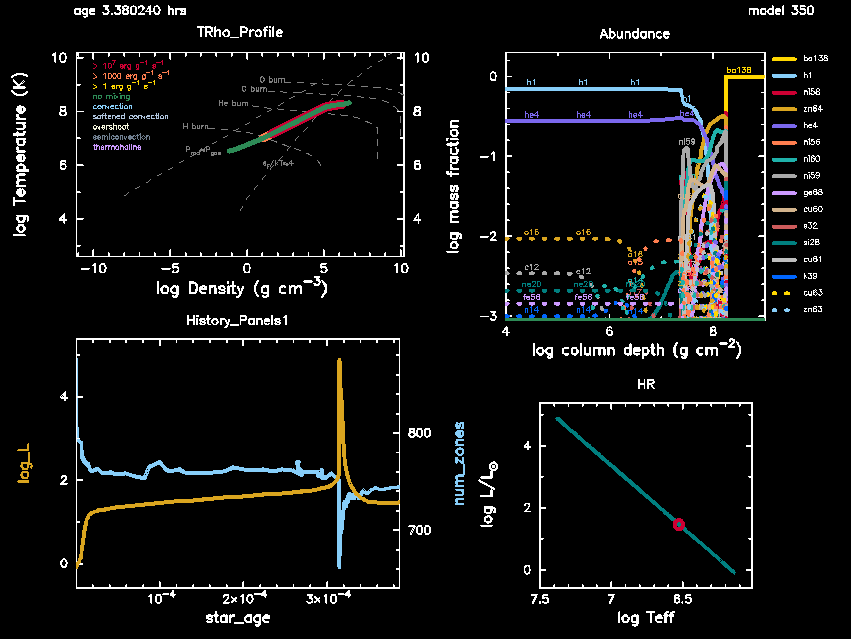 age 3.380240 hrs
model 350
TRho_Profile
> 10⁷ erg g⁻¹ s⁻¹
> 1000 erg g⁻¹ s⁻¹
> 1 erg g⁻¹ s⁻¹
no mixing
convection
softened convection
overshoot
semiconvection
thermohaline
O burn
C burn
He burn
H burn
10
8
6
4
10
8
6
4
log Temperature (K)
−10
−5
0
5
10
log Density (g cm⁻³)
Abundance
ba138
h1
h1
h1
h1
he4
he4
he4
he4
ni59
o16
o16
o16
c12
c12
ne20
ne20
fe56
fe56
fe56
n14
n14
n14
0
−1
−2
−3
log mass fraction
4
6
8
log column depth (g cm⁻²)
ba138
h1
ni58
zn64
he4
ni56
ni60
ni59
ge68
cu60
s32
si28
cu61
k39
cu63
zn63
History_Panels1
4
2
0
log_L
800
700
num_zones
10⁻⁴
2×10⁻⁴
3×10⁻⁴
star_age
HR
4
2
0
log L/L☉
7.5
7
6.5
log Teff